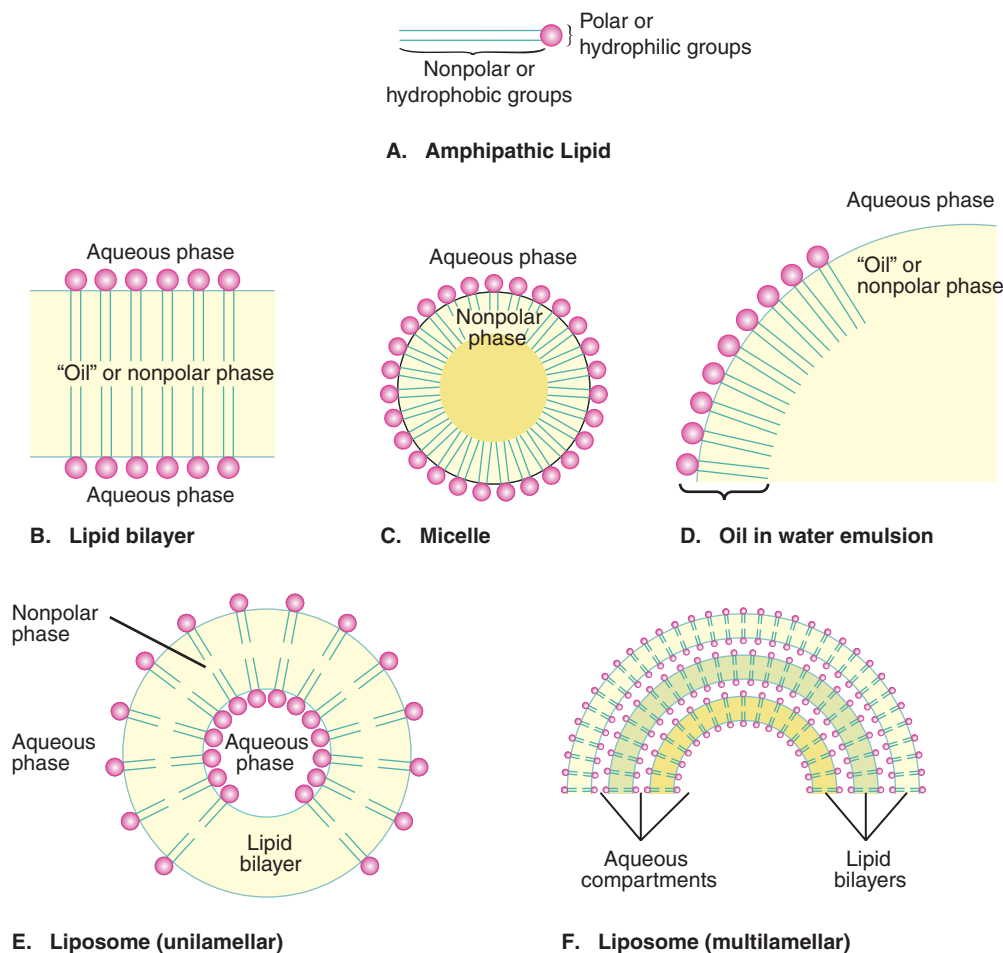 Polar or
hydrophilic groups
Nonpolar or
hydrophobic groups
A. Amphipathic Lipid
Aqueous phase
“Oil” or nonpolar phase
Aqueous phase
B. Lipid bilayer
Aqueous phase
Nonpolar
phase
C. Micelle
Aqueous phase
“Oil” or
nonpolar phase
D. Oil in water emulsion
Nonpolar
phase
Aqueous
phase
Aqueous
phase
Lipid
bilayer
E. Liposome (unilamellar)
Aqueous
compartments
Lipid
bilayers
F. Liposome (multilamellar)